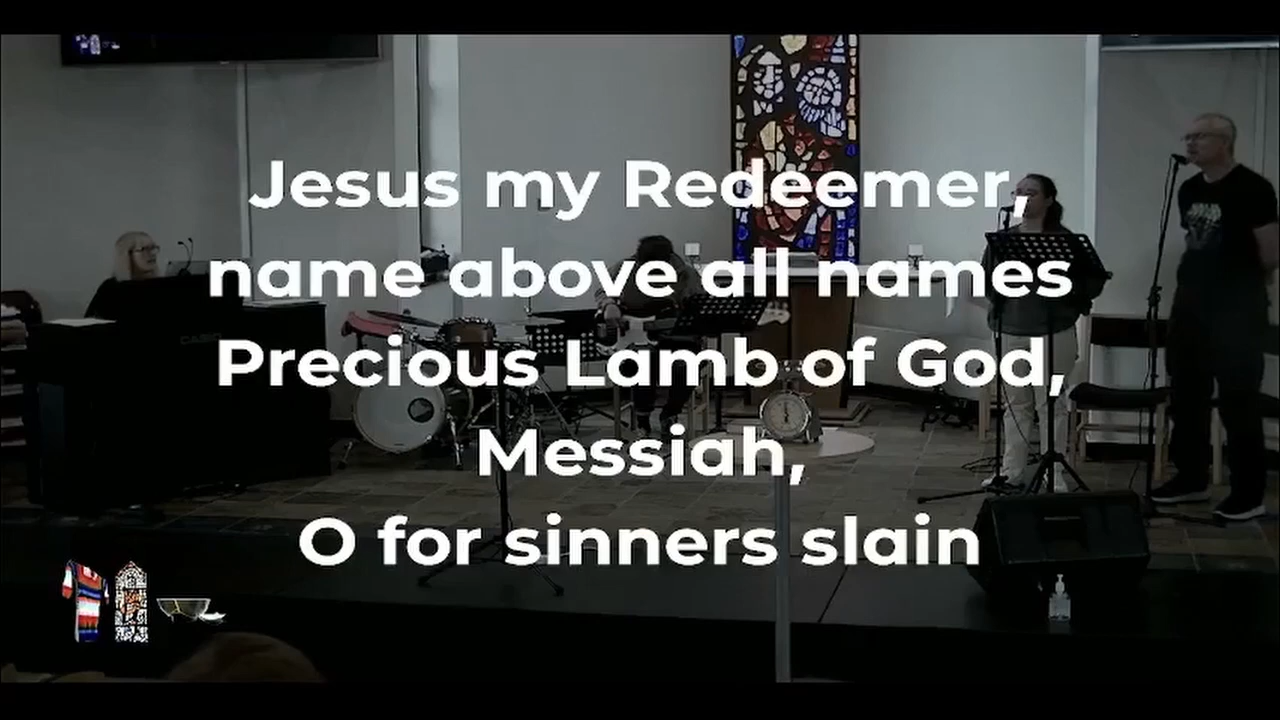 Jesus my Redeemer,
name above all names
Precious Lamb of God,
Messiah,
O for sinners slain